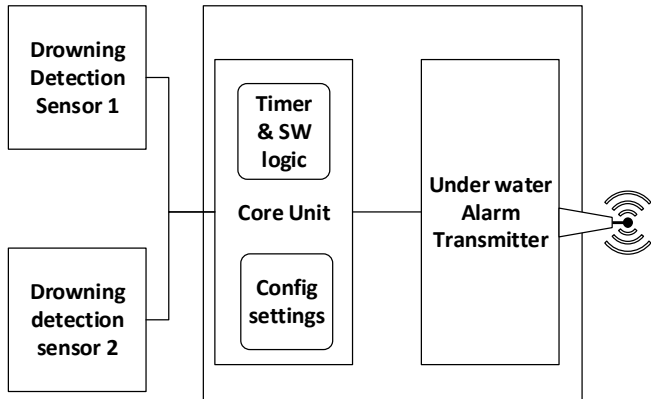 Drowning
Detection
Sensor 1
Timer
& SW
logic
Core Unit
Config
settings
Under water
Alarm
Transmitter
Drowning
detection
sensor 2